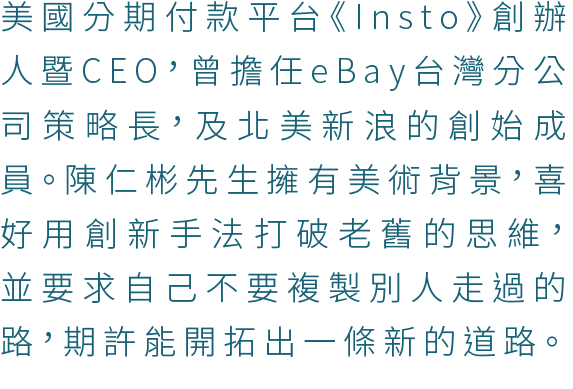 美國分期付款平台《Insto》創辦
人暨CEO，曾擔任eBay台灣分公
司策略長，及北美新浪的創始成
員。陳仁彬先生擁有美術背景，喜
好用創新手法打破老舊的思維，
並要求自己不要複製別人走過的
路，期許能開拓出一條新的道路。